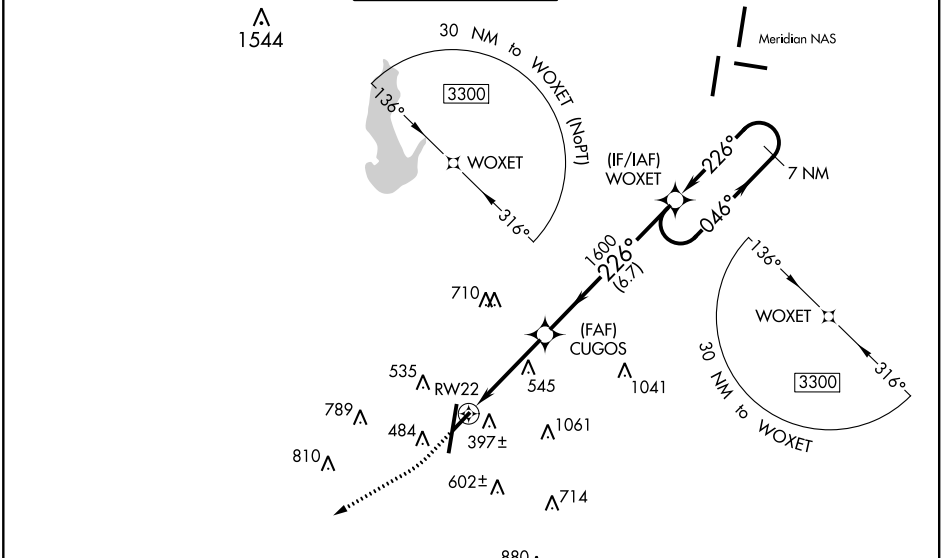 1544
Meridian NAS
30 NM to WOXET (NoPT)
3300
136°
WOXET
316°
(IF/IAF)
WOXET
226°
7 NM
046°
1600
226°
(6.7)
136°
WOXET
316°
3300
30 NM to WOXET
710
(FAF)
CUGOS
535
RW22
545
1041
789
484
397±
1061
810
602±
714
880